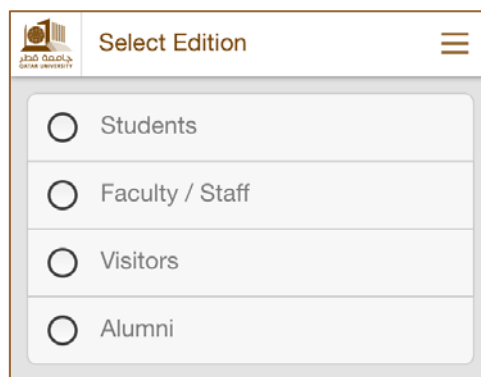 جامعة قطر
QATAR UNIVERSITY
Select Edition
Students
Faculty / Staff
Visitors
Alumni